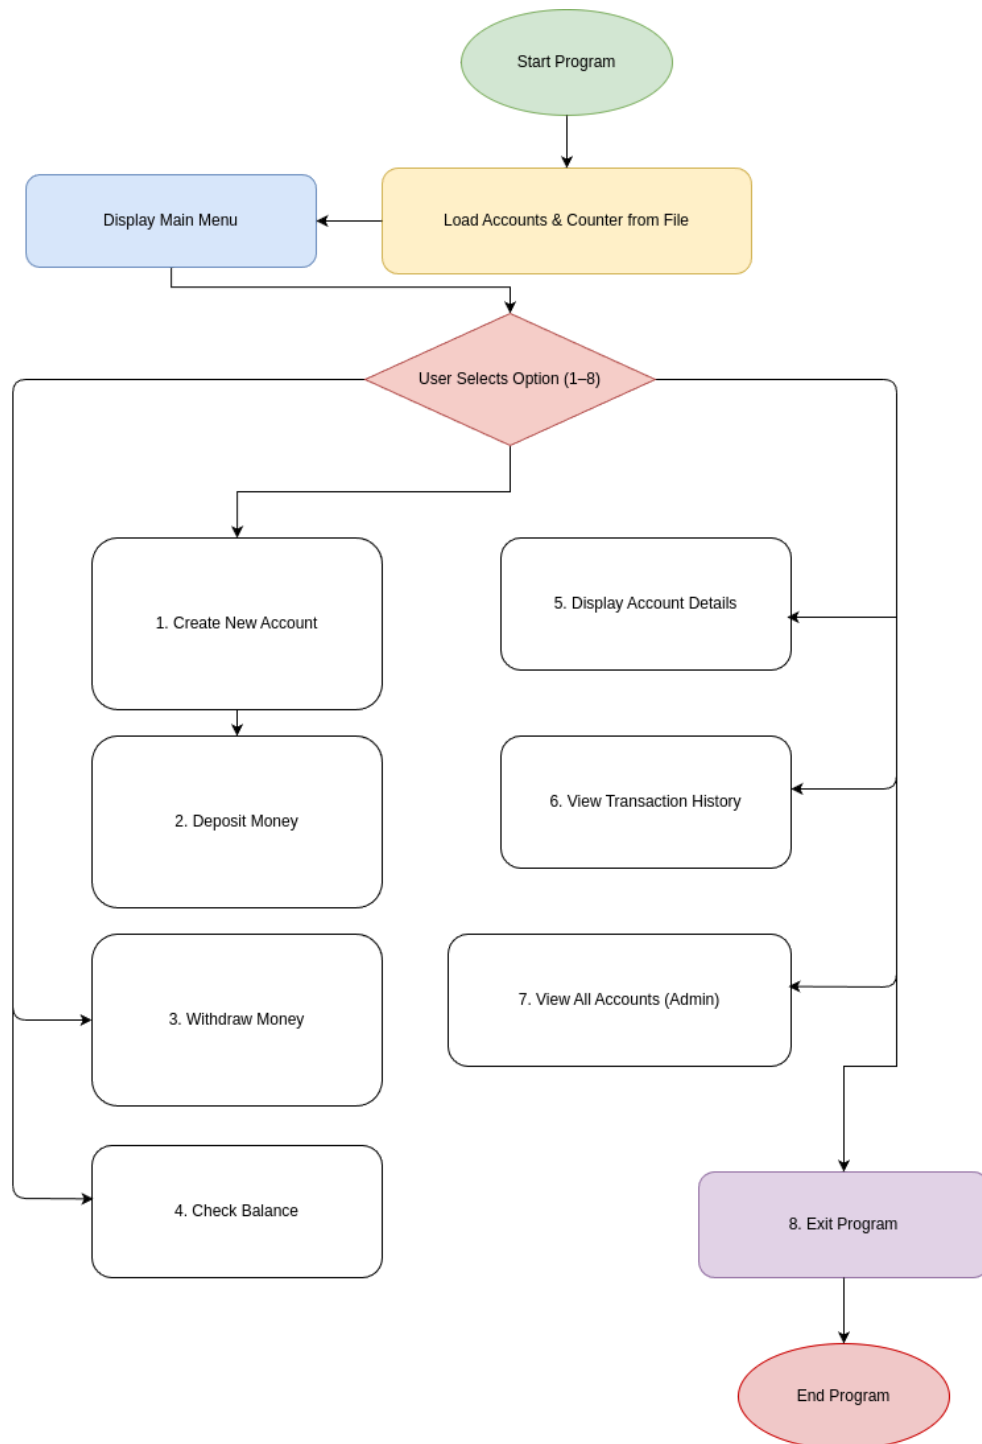 Start Program
Load Accounts & Counter from File
Display Main Menu
User Selects Option (1–8)
1. Create New Account
2. Deposit Money
3. Withdraw Money
4. Check Balance
5. Display Account Details
6. View Transaction History
7. View All Accounts (Admin)
8. Exit Program
End Program